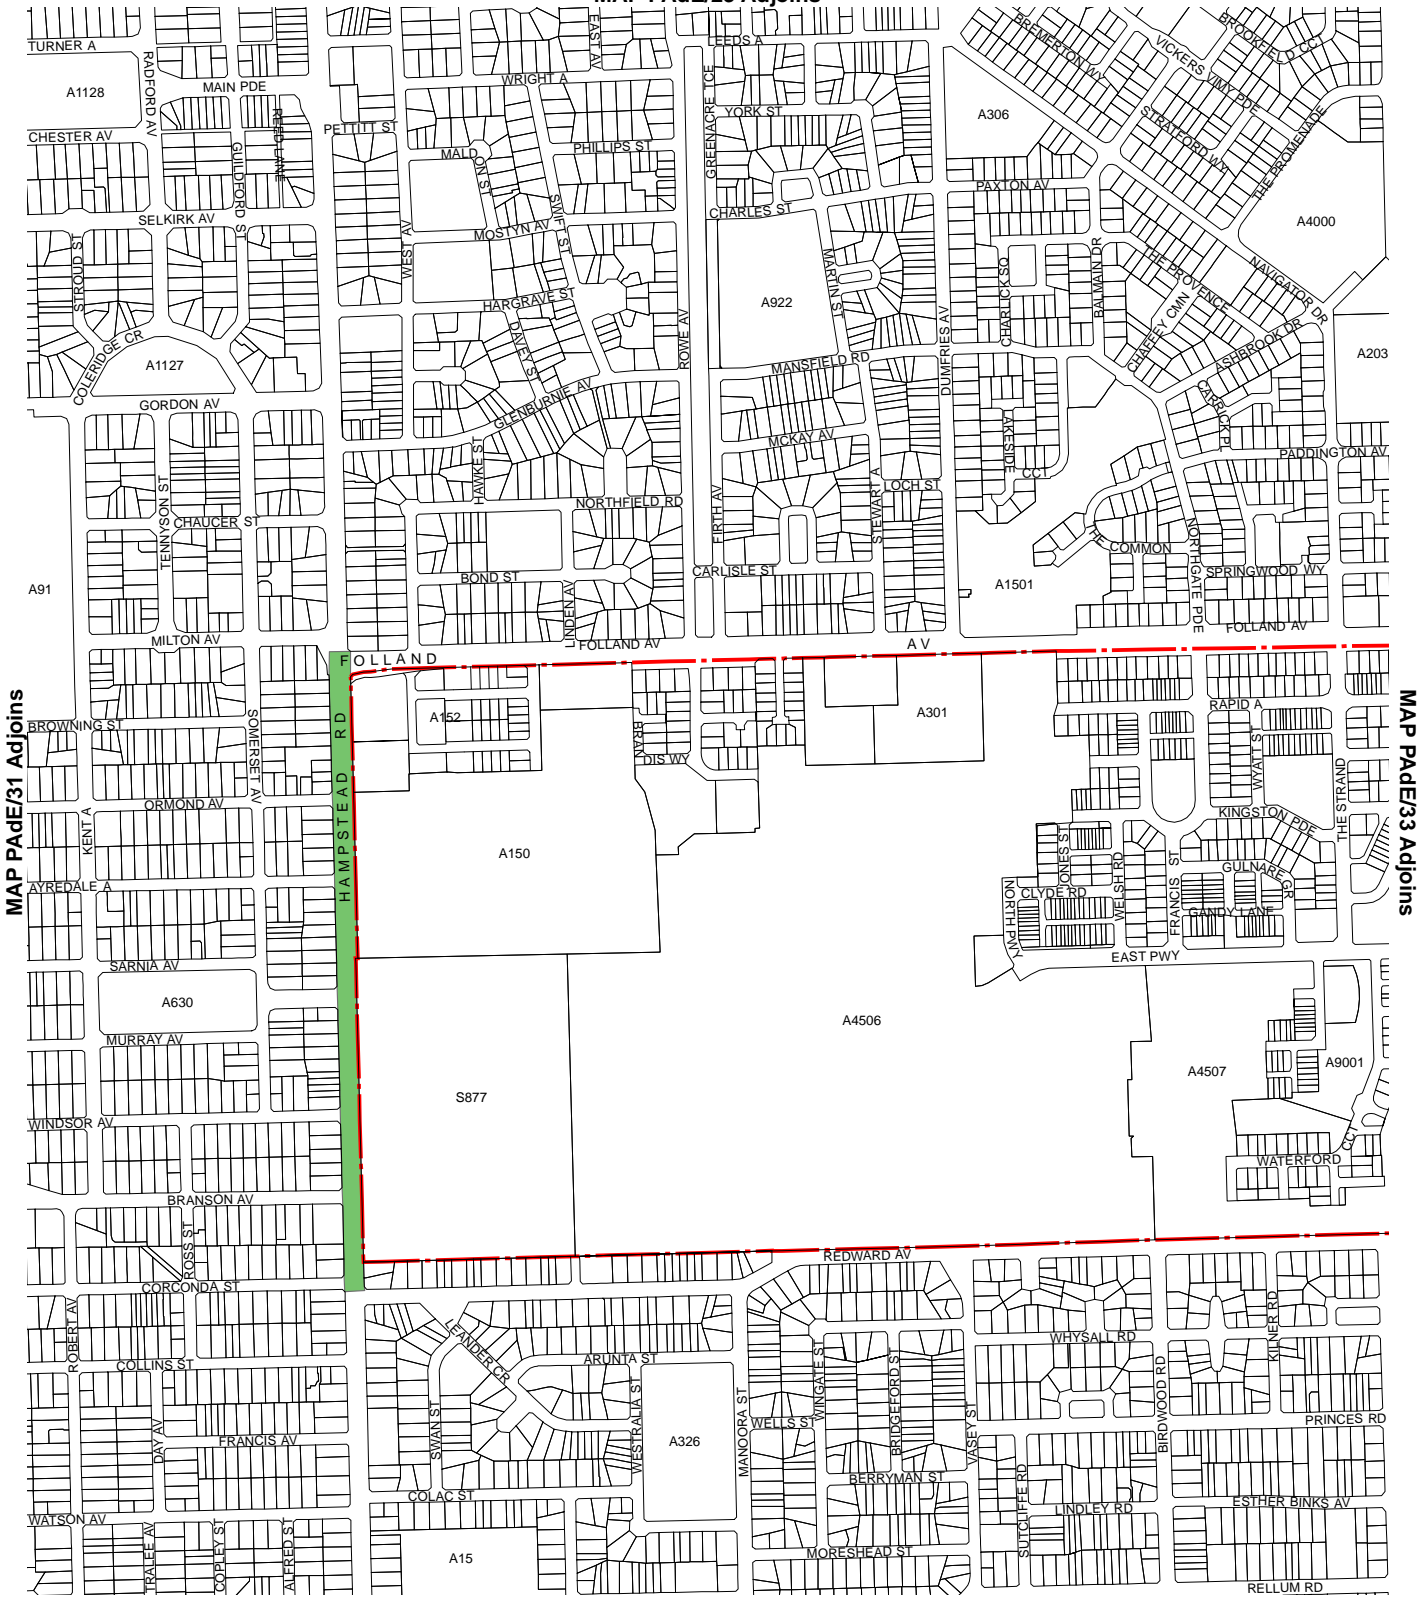 TURNER A
RADFORD AV
MAIN PDE
A1128
CHESTER AV
GUILDFORD ST
REED LANE
PETTITT ST
SELKIRK AV
STROUD ST
COLERIDGE CR
A1127
GORDON AV
TENNYSON ST
CHAUCER ST
A91
MILTON AV
EAST AV
WRIGHT A
LEEDS A
GREENACRE TCE
YORK ST
PHILLIPS ST
MALDON ST
SWIFT ST
MOSTYN AV
WEST AV
CHARLES ST
HARGRAVE ST
DAVEY ST
GLENBURNIE AV
ROWE AV
A922
MARTIN ST
MANSFIELD RD
DUMFRIES AV
MCKAY AV
HAWKE ST
NORTHFIELD RD
FIRTH AV
STEWART A
LOCH ST
BOND ST
LINDEN AV
CARLISLE ST
FOLLAND AV
BREMERTON WY
VICKERS VIMY PDE
BROOKFIELD CCT
A306
STRATFORD WY
THE PROMENADE
PAXTON AV
A4000
CHARLICK SQ
BALMAIN DR
THE PROVENCE
NAVIGATOR DR
CHAFFEY CMN
ASHBROOK DR
A203
CARRICK PL
LAKESIDE
CCT
PADDINGTON AV
THE
COMMON
NORTHGATE PDE
SPRINGWOOD WY
A1501
FOLLAND AV
FOLLAND
AV
MAP PAdE/31 Adjoins
MAP PAdE/33 Adjoins
HAMPSTEAD RD
A152
BRANDIS WY
A301
RAPID A
WYATT ST
THE STRAND
KINGSTON PDE
BROWNING ST
SOMERSET AV
ORMOND AV
KENT A
AYREDALE A
A150
JONES ST
WELSH RD
FRANCIS ST
GULNARE GR
CLYDE RD
NORTH PWY
GANDY LANE
EAST PWY
SARNIA AV
A630
MURRAY AV
A4506
A4507
A9001
S877
WINDSOR AV
WATERFORD
CCT
BRANSON AV
ROSS ST
CORCONDA ST
REDWARD AV
ROBERT AV
COLLINS ST
LEANDER CR
ARUNTA ST
WHYSALL RD
KILNER RD
DAY AV
FRANCIS AV
SWAN ST
WESTRALIA ST
A326
MANOORA ST
WELLS ST
WINGATE ST
BRIDGEFORD ST
VASEY ST
BIRDWOOD RD
PRINCES RD
COLAC ST
BERRYMAN ST
SUTCLIFFE RD
LINDLEY RD
ESTHER BINKS AV
WATSON AV
TRALEE AV
COPLEY ST
ALFRED ST
A15
MORESHEAD ST
RELLUM RD